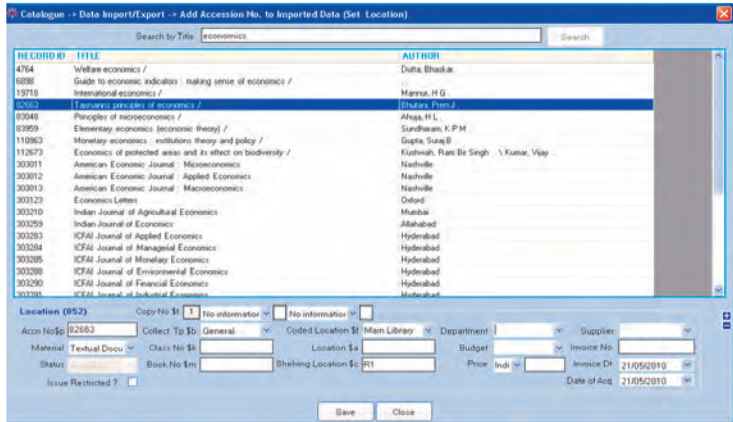 Catalogue -> Data Import/Export -> Add Accession No. to Imported Data (Set Location)
Search by Title economics Search
RECORD ID TITLE AUTHOR
4764 Welfare economics / Dutta, Bhaskar.
6898 Guide to economic indicators : making sense of economics /
19718 International economics / Mannur, H G .
82663 Taxmanns principles of economics / Bhutani, Prem J .
83048 Principles of microeconomics / Ahuja, H L .
83959 Elementary economics (economic theory) / Sundharam, K P M .
110963 Monetary economics : institutions theory and policy / Gupta, Suraj B .
112673 Economics of protected areas and its effect on biodiversity / Kushwah, Ram Bir Singh . \ Kumar, Vijay .
303011 American Economic Journal : Microeconomics Nashville
303012 American Economic Journal : Applied Economics Nashville
303013 American Economic Journal : Macroeconomics Nashville
303123 Economics Letters Oxford
303210 Indian Journal of Agricultural Economics Mumbai
303259 Indian Journal of Economics Allahabad
303283 ICFAI Journal of Applied Economics Hyderabad
303284 ICFAI Journal of Managerial Economics Hyderabad
303285 ICFAI Journal of Monetary Economics Hyderabad
303288 ICFAI Journal of Environmental Economics Hyderabad
303290 ICFAI Journal of Financial Economics Hyderabad
303291 ICFAI Journal of Industrial Economics Hyderabad
Location (852) Copy No $t 1 No information No information
Accn No$p 82663 Collect Tp $b General Coded Location $f Main Library Department Supplier
Material Textual Docu Class No $k Location $a Budget Invoice No.
Status Book No $m Shelving Location $c R1 Price Indi Invoice Dt 21/05/2010
Issue Restricted ? Date of Acq 21/05/2010
Save Close